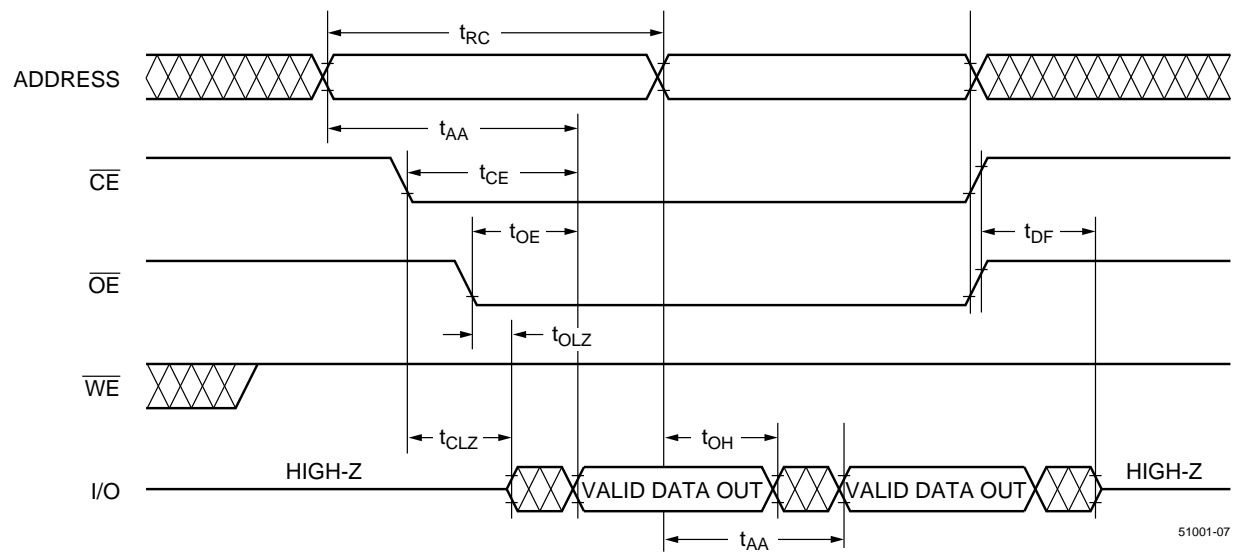 tRC
ADDRESS
tAA
CE
tCE
tOE
tDF
OE
tOLZ
WE
tCLZ
tOH
HIGH-Z
HIGH-Z
I/O
VALID DATA OUT
VALID DATA OUT
tAA
51001-07